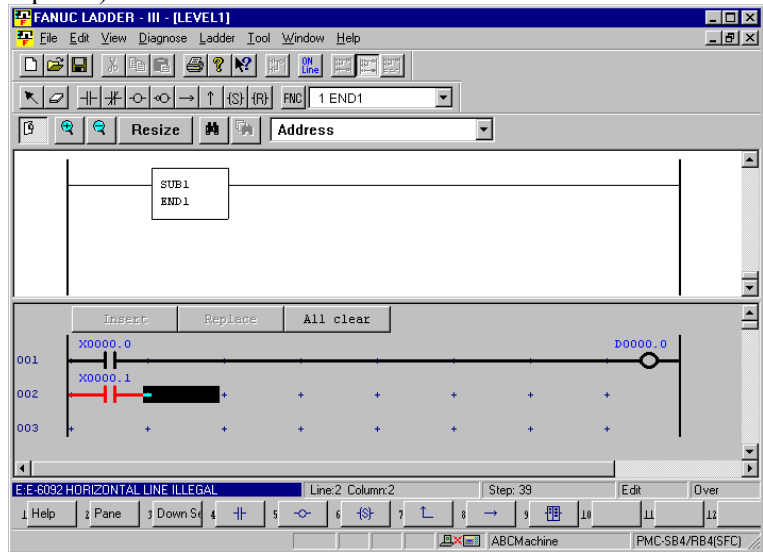 FANUC LADDER - III - [LEVEL1]
File Edit View Diagnose Ladder Tool Window Help
ON Line
{S} {R} FNC 1 END1
Resize Address
SUB1
END1
Insert Replace All clear
X0000.0 D0000.0
001
X0000.1
002
003
E:E-6092 HORIZONTAL LINE ILLEGAL Line:2 Column:2 Step: 39 Edit Over
1 Help 2 Pane 3 Down Se 4 5 6 {S} 7 8 9 10 11 12
ABCMachine PMC-SB4/RB4(SFC)